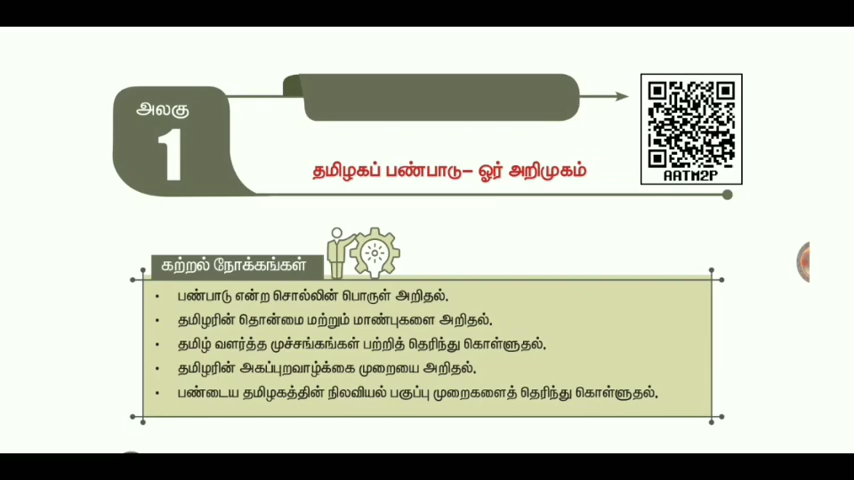 அலகு
1
தமிழகப் பண்பாடு– ஓர் அறிமுகம்
AATM2P
கற்றல் நோக்கங்கள்
• பண்பாடு என்ற சொல்லின் பொருள் அறிதல்.
• தமிழரின் தொன்மை மற்றும் மாண்புகளை அறிதல்.
• தமிழ் வளர்த்த முச்சங்கங்கள் பற்றித் தெரிந்து கொள்ளுதல்.
• தமிழரின் அகப்புறவாழ்க்கை முறையை அறிதல்.
• பண்டைய தமிழகத்தின் நிலவியல் பகுப்பு முறைகளைத் தெரிந்து கொள்ளுதல்.